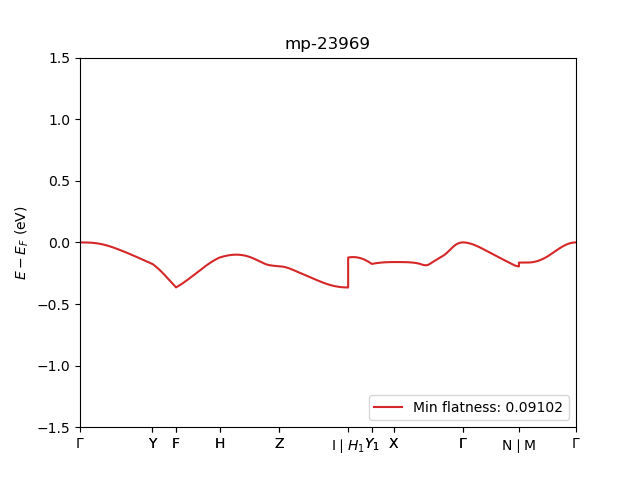 mp-23969
E − E_F (eV)
1.5
1.0
0.5
0.0
−0.5
−1.0
−1.5
Min flatness: 0.09102
Γ Y F H Z I | H₁ Y₁ X Γ N | M Γ